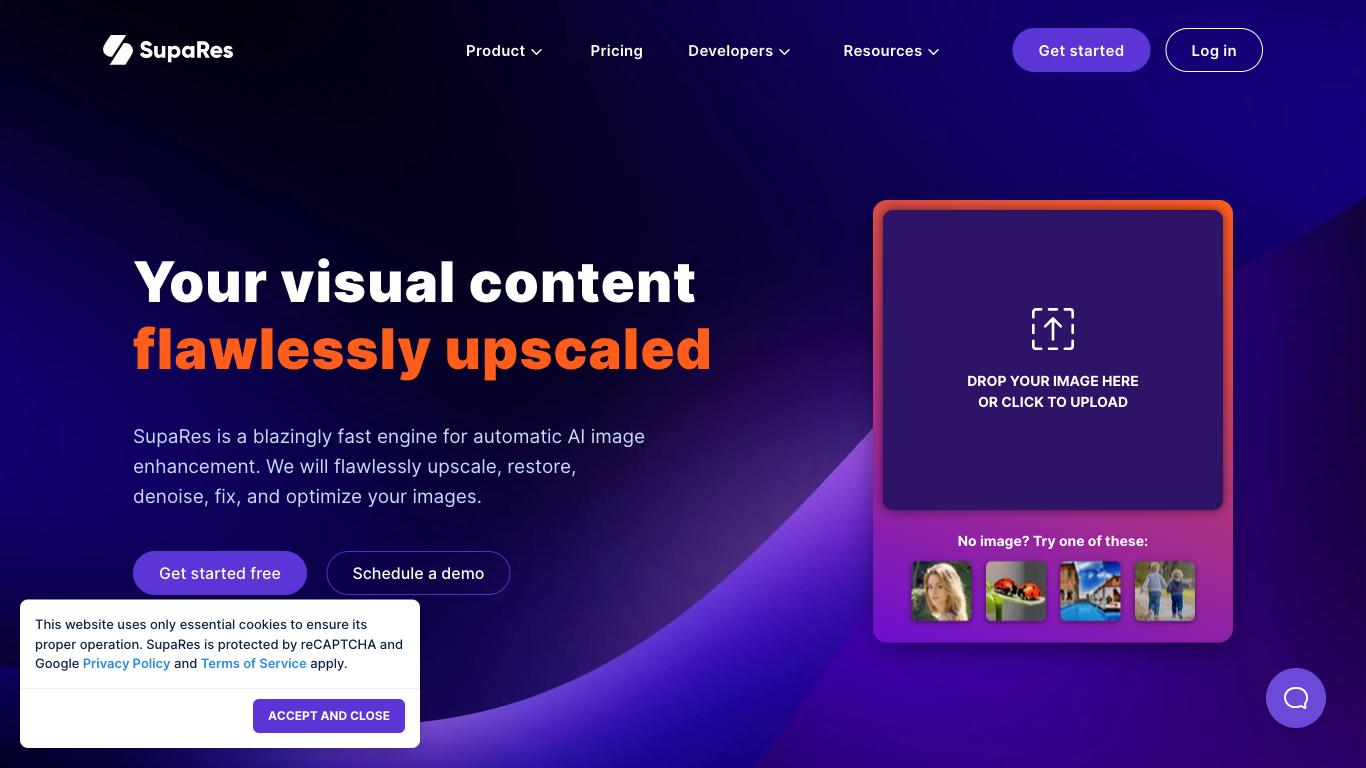 SupaRes
Product
Pricing
Developers
Resources
Get started
Log in
Your visual content
flawlessly upscaled
SupaRes is a blazingly fast engine for automatic AI image
enhancement. We will flawlessly upscale, restore,
denoise, fix, and optimize your images.
Get started free
Schedule a demo
DROP YOUR IMAGE HERE
OR CLICK TO UPLOAD
No image? Try one of these:
This website uses only essential cookies to ensure its
proper operation. SupaRes is protected by reCAPTCHA and
Google Privacy Policy and Terms of Service apply.
ACCEPT AND CLOSE